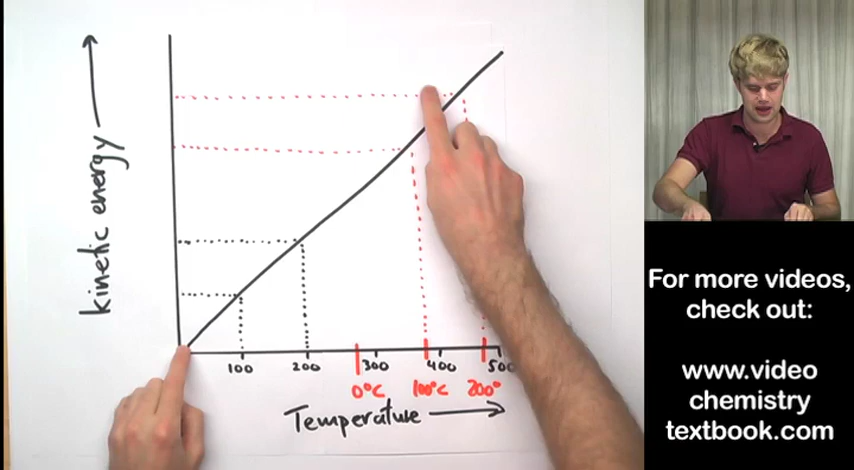 kinetic energy
100 200 300 400 500
0°C 100°C 200°
Temperature
For more videos,
check out:
www.video
chemistry
textbook.com